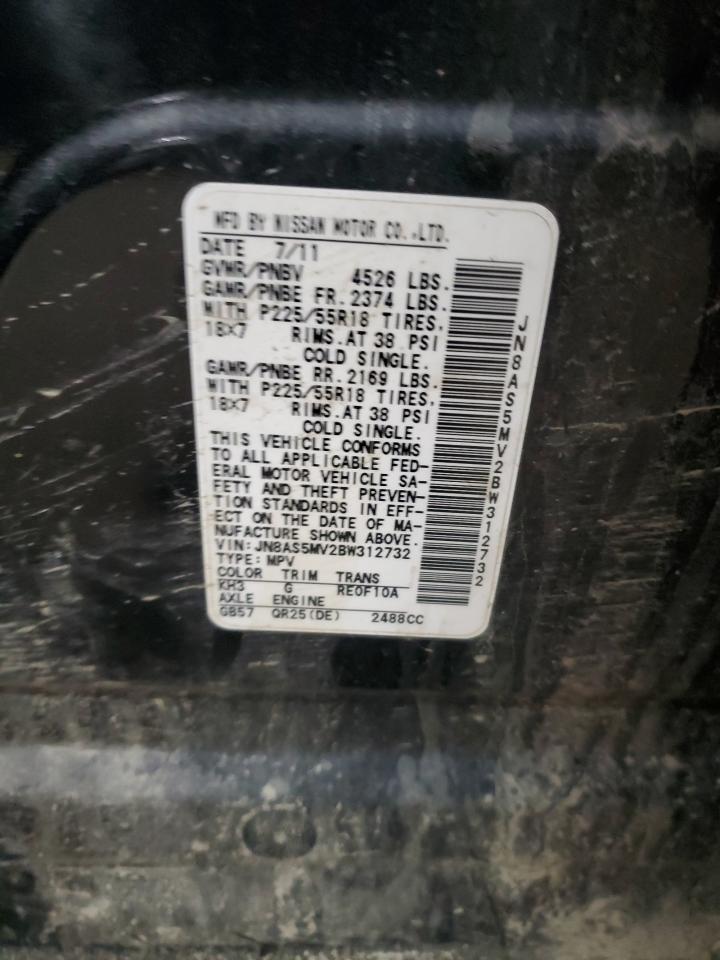 MFD BY NISSAN MOTOR CO.,LTD.
DATE 7/11
GVWR/PNBV 4526 LBS.
GAWR/PNBE FR. 2374 LBS.
WITH P225/55R18 TIRES.
18X7 RIMS.AT 38 PSI
COLD SINGLE.
GAWR/PNBE RR. 2169 LBS.
WITH P225/55R18 TIRES.
18X7 RIMS.AT 38 PSI
COLD SINGLE.
THIS VEHICLE CONFORMS
TO ALL APPLICABLE FED-
ERAL MOTOR VEHICLE SA-
FETY AND THEFT PREVEN-
TION STANDARDS IN EFF-
ECT ON THE DATE OF MA-
NUFACTURE SHOWN ABOVE.
VIN: JN8AS5MV2BW312732
TYPE: MPV
COLOR TRIM TRANS
KH3 G RE0F10A
AXLE ENGINE
GB57 QR25(DE) 2488CC
JN8AS5MV2BW312732